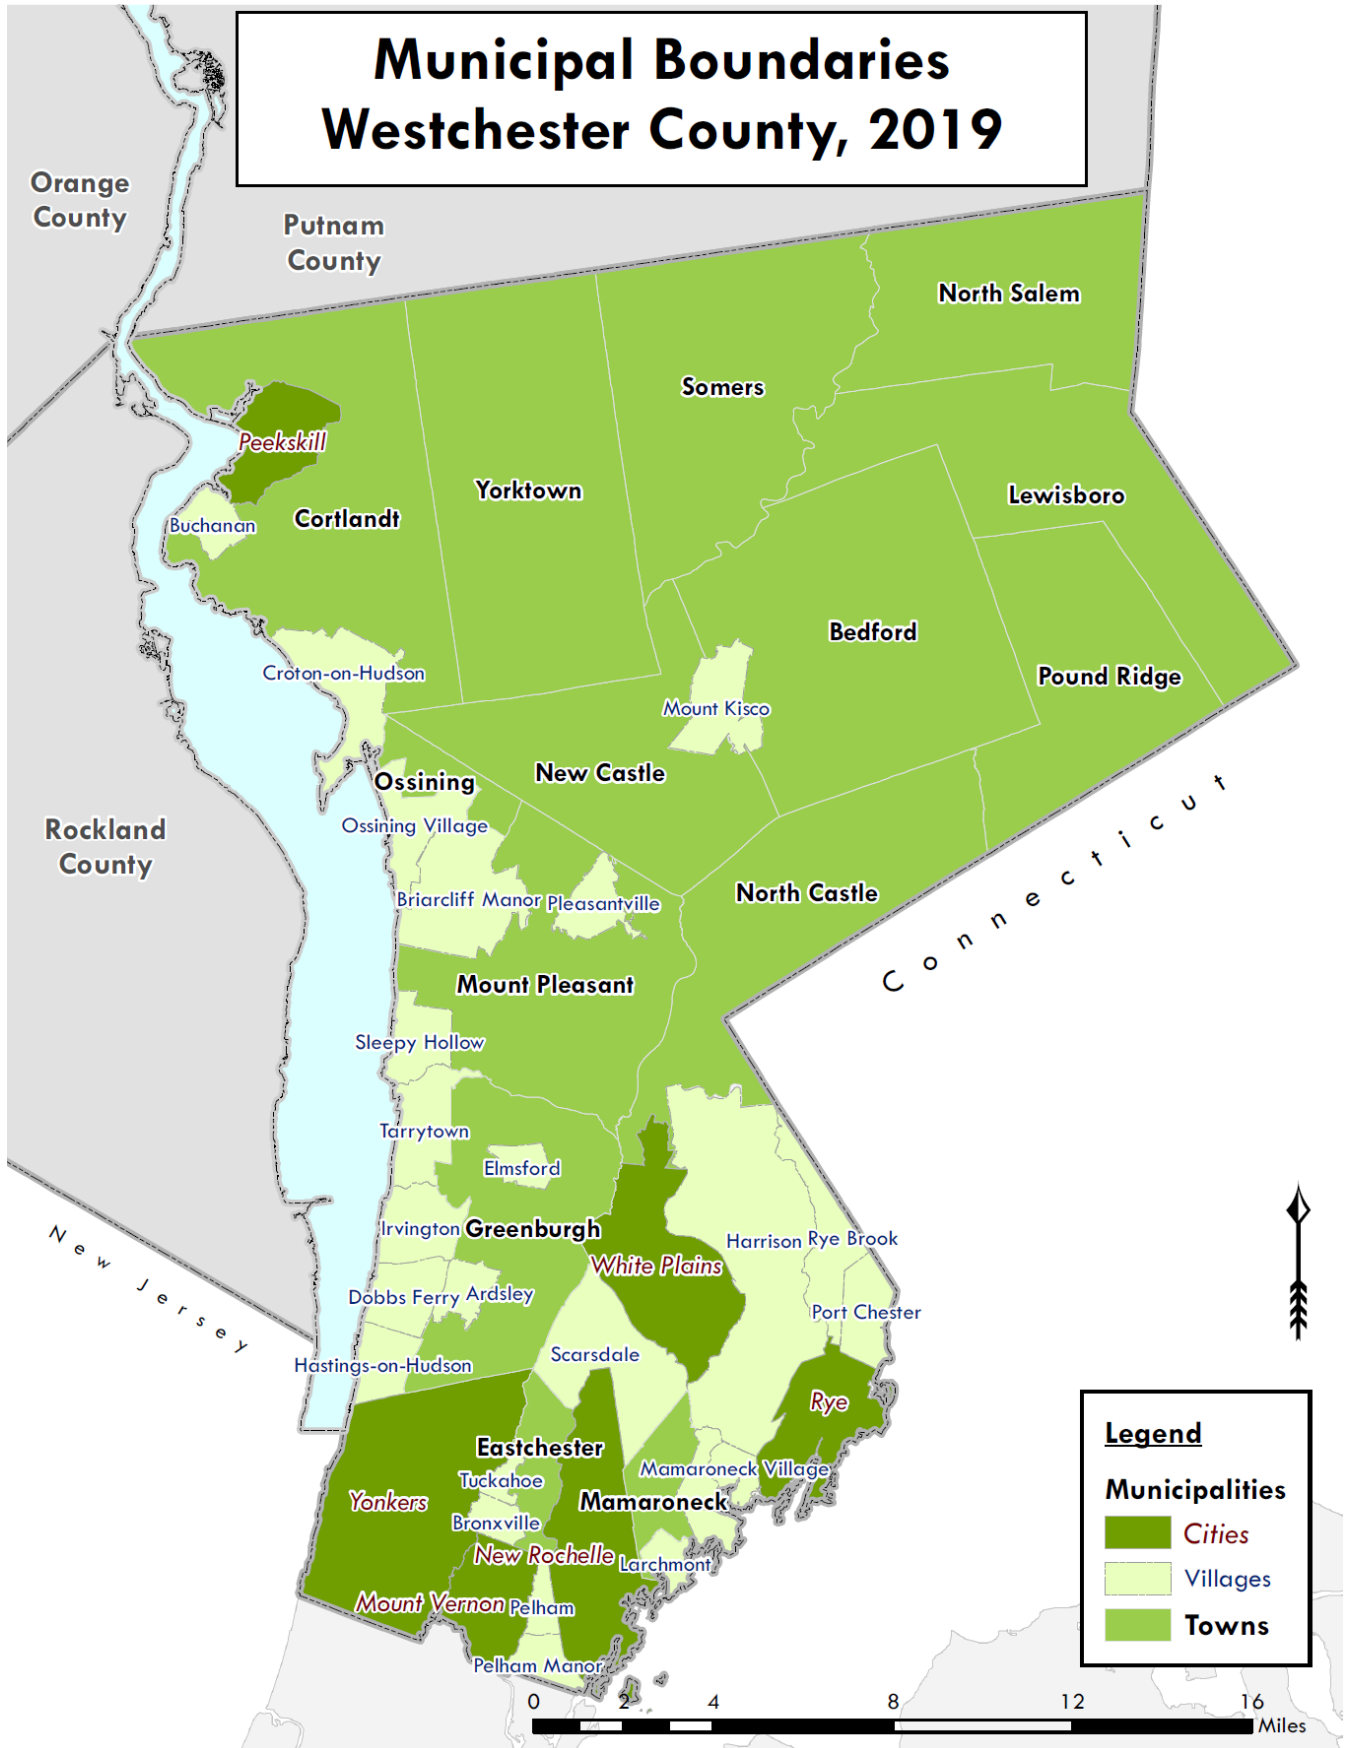 Municipal Boundaries
Westchester County, 2019
Orange
County
Putnam
County
North Salem
Somers
Peekskill
Yorktown
Lewisboro
Cortlandt
Buchanan
Bedford
Croton-on-Hudson
Pound Ridge
Mount Kisco
New Castle
Ossining
Ossining Village
Rockland
County
Briarcliff Manor
Pleasantville
North Castle
Connecticut
Mount Pleasant
Sleepy Hollow
Tarrytown
Elmsford
Irvington
Greenburgh
Harrison
Rye Brook
White Plains
New Jersey
Dobbs Ferry
Ardsley
Port Chester
Scarsdale
Hastings-on-Hudson
Rye
Eastchester
Mamaroneck Village
Tuckahoe
Yonkers
Mamaroneck
Bronxville
New Rochelle
Larchmont
Mount Vernon
Pelham
Pelham Manor
Legend
Municipalities
Cities
Villages
Towns
0 2 4 8 12 16
Miles